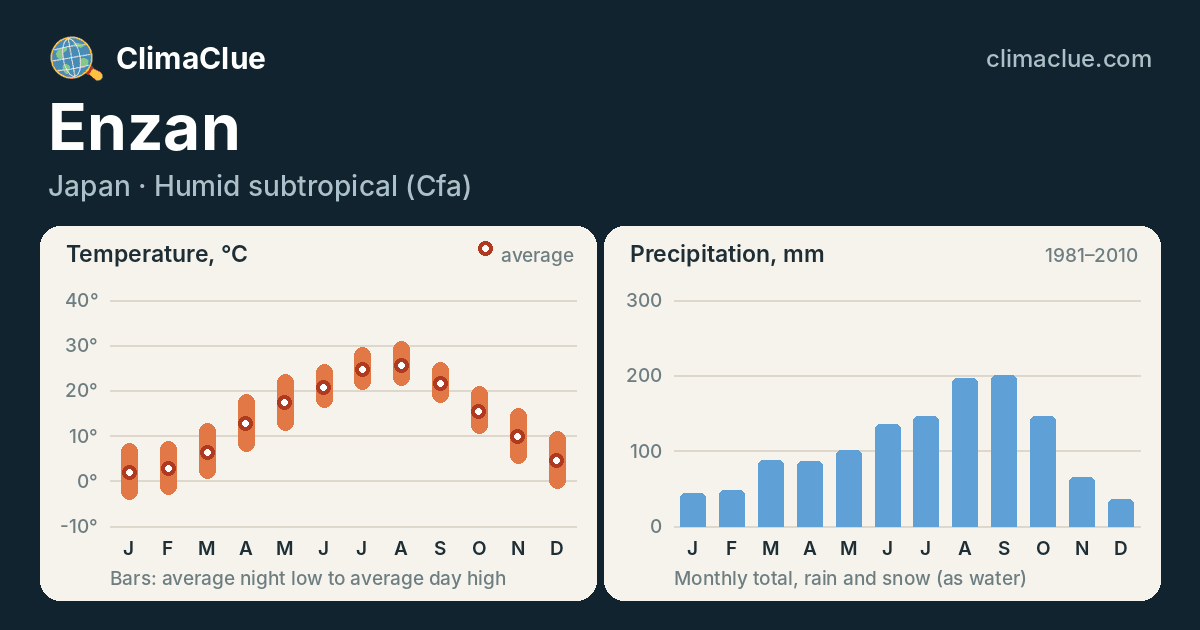 ClimaClue
climaclue.com
Enzan
Japan · Humid subtropical (Cfa)
Temperature, °C
average
40°
30°
20°
10°
0°
-10°
J F M A M J J A S O N D
Bars: average night low to average day high
Precipitation, mm
1981–2010
300
200
100
0
J F M A M J J A S O N D
Monthly total, rain and snow (as water)